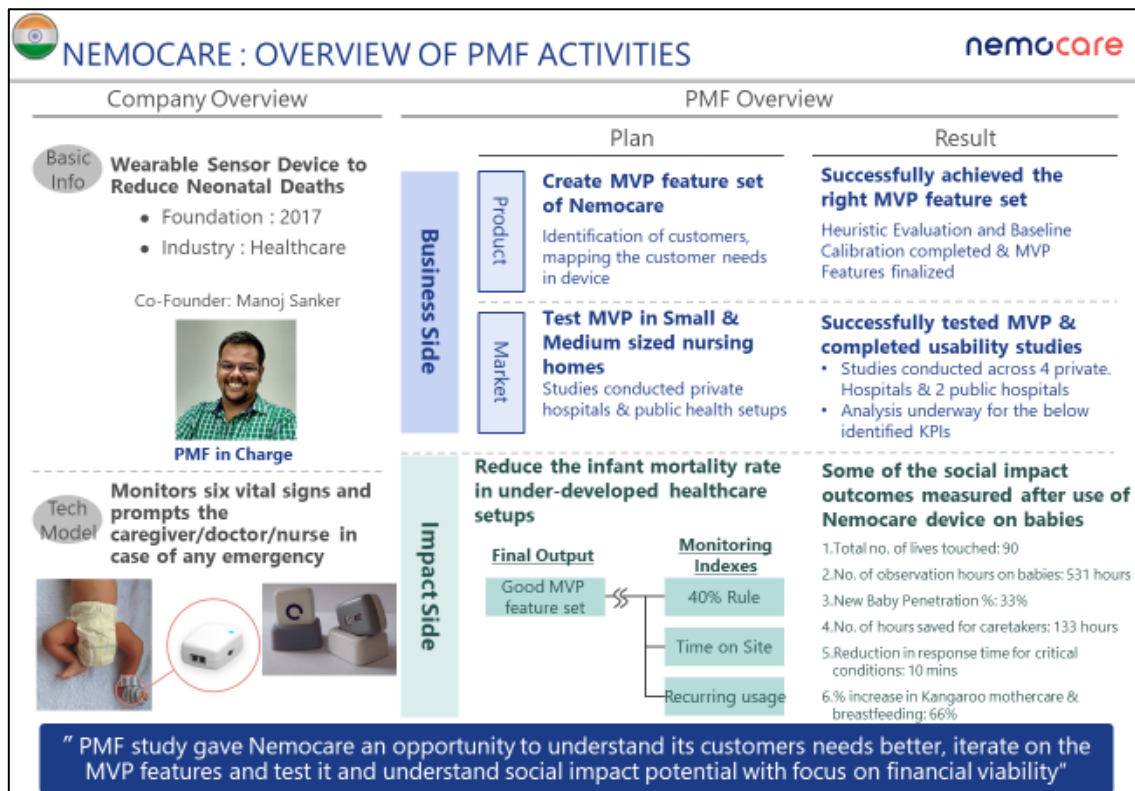 NEMOCARE : OVERVIEW OF PMF ACTIVITIES
nemocare
Company Overview
Basic
Info
Wearable Sensor Device to
Reduce Neonatal Deaths
• Foundation : 2017
• Industry : Healthcare
Co-Founder: Manoj Sanker
PMF in Charge
Tech
Model
Monitors six vital signs and
prompts the
caregiver/doctor/nurse in
case of any emergency
PMF Overview
Plan
Result
Business Side
Product
Create MVP feature set
of Nemocare
Identification of customers,
mapping the customer needs
in device
Successfully achieved the
right MVP feature set
Heuristic Evaluation and Baseline
Calibration completed & MVP
Features finalized
Market
Test MVP in Small &
Medium sized nursing
homes
Studies conducted private
hospitals & public health setups
Successfully tested MVP &
completed usability studies
• Studies conducted across 4 private.
Hospitals & 2 public hospitals
• Analysis underway for the below
identified KPIs
Impact Side
Reduce the infant mortality rate
in under-developed healthcare
setups
Final Output
Good MVP
feature set
Monitoring
Indexes
40% Rule
Time on Site
Recurring usage
Some of the social impact
outcomes measured after use of
Nemocare device on babies
1.Total no. of lives touched: 90
2.No. of observation hours on babies: 531 hours
3.New Baby Penetration %: 33%
4.No. of hours saved for caretakers: 133 hours
5.Reduction in response time for critical
conditions: 10 mins
6.% increase in Kangaroo mothercare &
breastfeeding: 66%
" PMF study gave Nemocare an opportunity to understand its customers needs better, iterate on the
MVP features and test it and understand social impact potential with focus on financial viability"